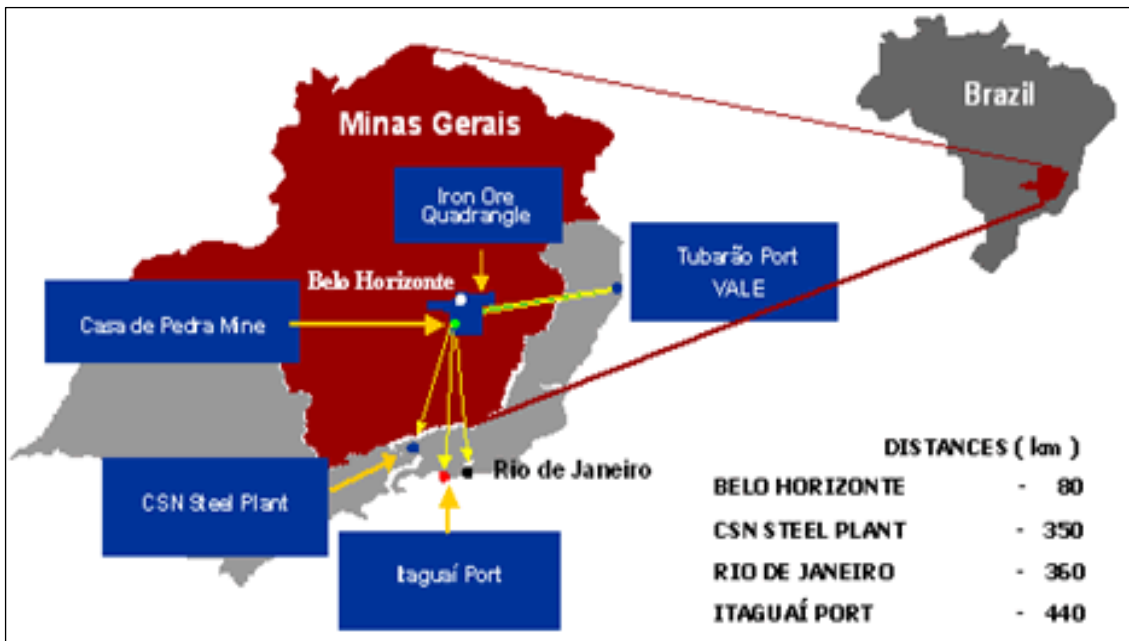 Minas Gerais
Brazil
Iron Ore
Quadrangle
Tubarão Port
VALE
Belo Horizonte
Casa de Pedra Mine
CSN Steel Plant
Rio de Janeiro
Itaguaí Port
DISTANCES ( km )
BELO HORIZONTE - 80
CSN STEEL PLANT - 350
RIO DE JANEIRO - 360
ITAGUAÍ PORT - 440